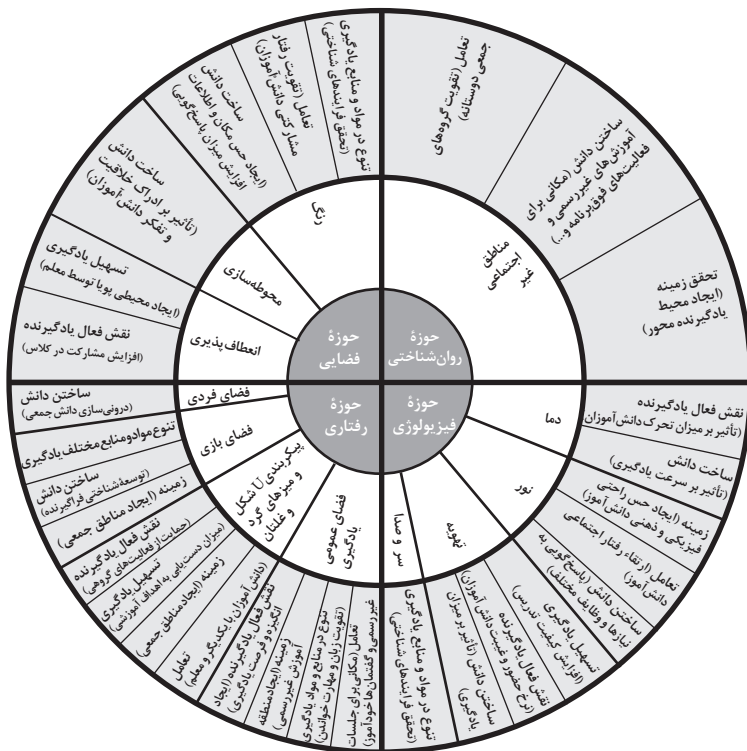 حوزهٔ
فضایی
حوزهٔ
روان‌شناختی
حوزهٔ
رفتاری
حوزهٔ
فیزیولوژی
مناطق
غیر
اجتماعی
تعامل (تقویت گروه‌های
جمعی دوستانه)
ساختن دانش (مکانی برای
آموزش‌های غیررسمی و
فعالیت‌های فوق‌برنامه و...)
تحقق زمینه
(ایجاد محیط
یادگیرنده محور)
دما
نقش فعال یادگیرنده
(تأثیر بر میزان تحرک دانش‌آموزان)
ساخت دانش
(تأثیر بر سرعت یادگیری)
نور
زمینه (ایجاد حس راحتی
فیزیکی و ذهنی دانش‌آموز)
تعامل (ارتقاء رفتار اجتماعی
دانش‌آموز)
ساختن دانش (پاسخ‌گویی به
نیازها و وظایف مختلف)
تهویه
تسهیل یادگیری
(افزایش کیفیت تدریس)
نقش فعال یادگیرنده
(نرخ حضور و غیبت دانش‌آموزان)
ساختن دانش (تأثیر بر میزان
یادگیری)
سر و صدا
تنوع در مواد و منابع یادگیری
(تحقق فرایندهای شناختی)
فضای عمومی
یادگیری
تعامل (مکانی برای جلسات
غیررسمی و گفتمان‌ها خودآموز)
تنوع در منابع و مواد یادگیری
(تقویت زبان و مهارت خواندن)
زمینه (ایجاد منطقه
آموزش غیررسمی)
نقش فعال یادگیرنده (ایجاد
انگیزه و فرصت یادگیری)
پیکربندی U شکل
و میزهای گرد
و غلتان
تعامل
(دانش‌آموزان با یکدیگر و معلم)
زمینه (ایجاد مناطق جمعی)
تسهیل یادگیری
(میزان دست‌یابی به اهداف آموزشی)
نقش فعال یادگیرنده
(حمایت از فعالیت‌های گروهی)
فضای بازی
زمینه (ایجاد مناطق جمعی)
ساختن دانش
(توسعهٔ شناختی فراگیرنده)
تنوع مواد و منابع مختلف یادگیری
فضای فردی
ساختن دانش
(درونی‌سازی دانش جمعی)
انعطاف‌پذیری
نقش فعال یادگیرنده
(افزایش مشارکت در کلاس)
تسهیل یادگیری
(ایجاد محیطی پویا توسط معلم)
محوطه‌سازی
ساخت دانش
(تأثیر بر ادراک خلاقیت
و تفکر دانش‌آموزان)
رنگ
ساخت دانش
(ایجاد حس مکان و اطلاعات
افزایش میزان پاسخ‌گویی)
تعامل (تقویت رفتار
مشارکتی دانش‌آموزان)
تنوع در مواد و منابع یادگیری
(تحقق فرایندهای شناختی)